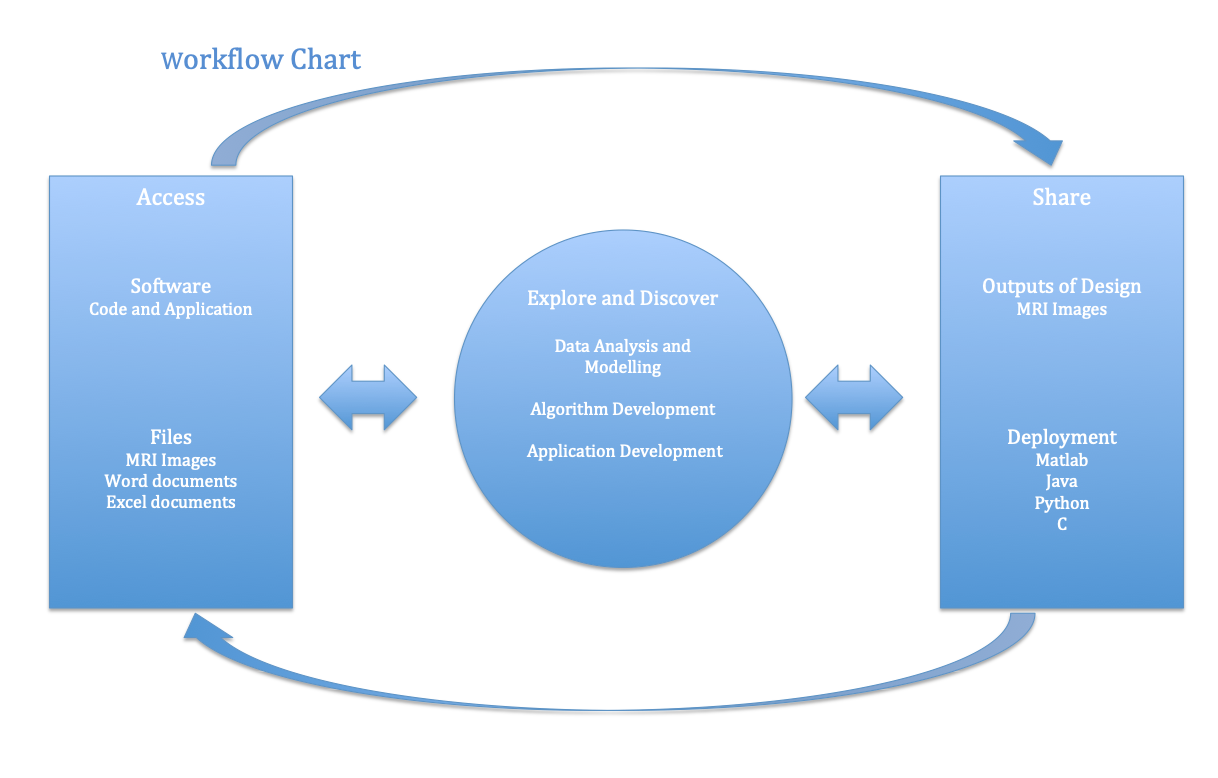 Workflow Chart
Access
Software
Code and Application
Files
MRI Images
Word documents
Excel documents
Explore and Discover
Data Analysis and
Modelling
Algorithm Development
Application Development
Share
Outputs of Design
MRI Images
Deployment
Matlab
Java
Python
C